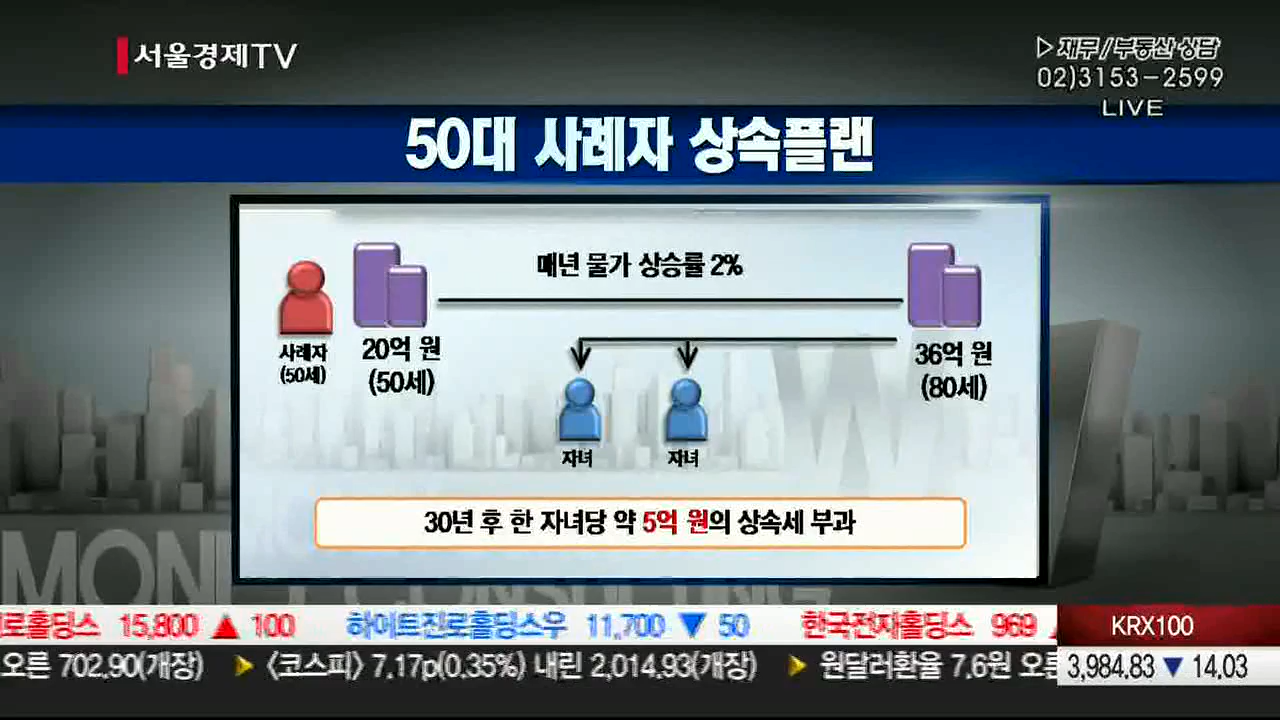 서울경제TV
▷재무/부동산 상담
02)3153-2599
LIVE
50대 사례자 상속플랜
매년 물가 상승률 2%
사례자
(50세)
20억 원
(50세)
36억 원
(80세)
자녀
자녀
30년 후 한 자녀당 약 5억 원의 상속세 부과
로홀딩스 15,800 ▲ 100 하이트진로홀딩스우 11,700 ▼ 50 한국전자홀딩스 969
KRX100
오른 702.90(개장) ▶ 〈코스피〉 7.17p(0.35%) 내린 2,014.93(개장) ▶ 원달러환율 7.6원 오른
3,984.83 ▼ 14.03